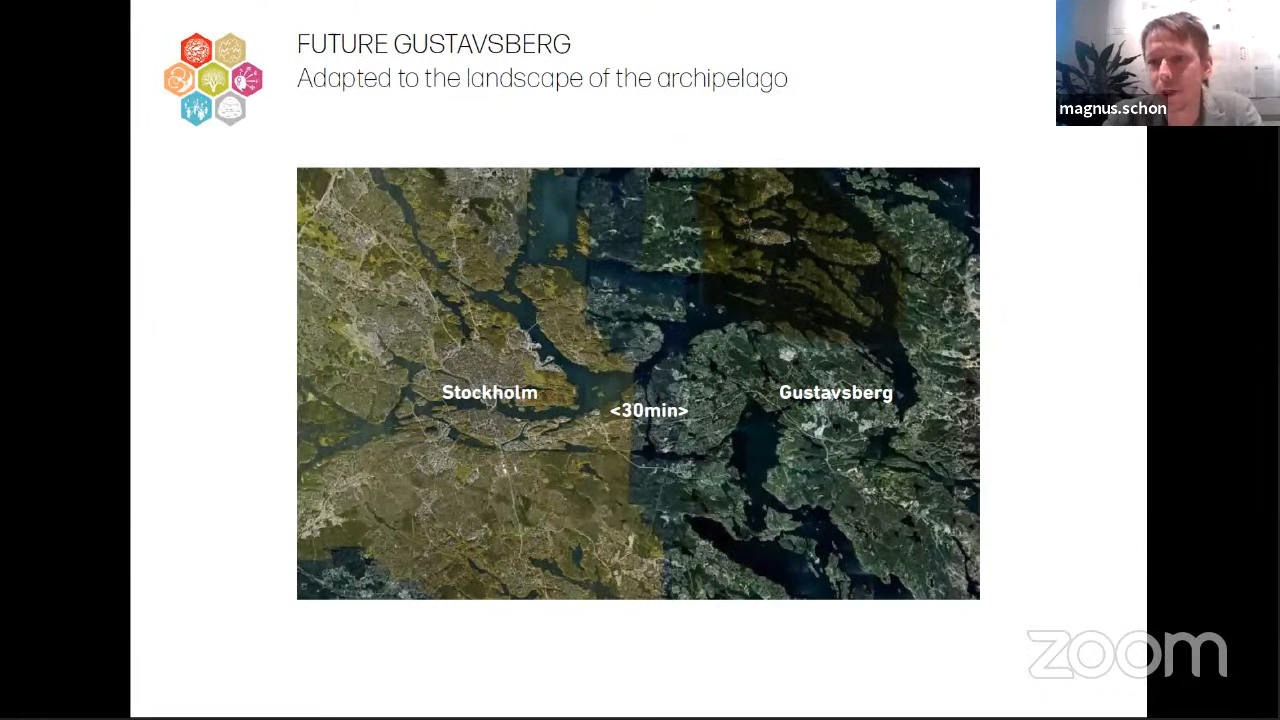 FUTURE GUSTAVSBERG
Adapted to the landscape of the archipelago
magnus.schon
Stockholm
<30min>
Gustavsberg
zoom